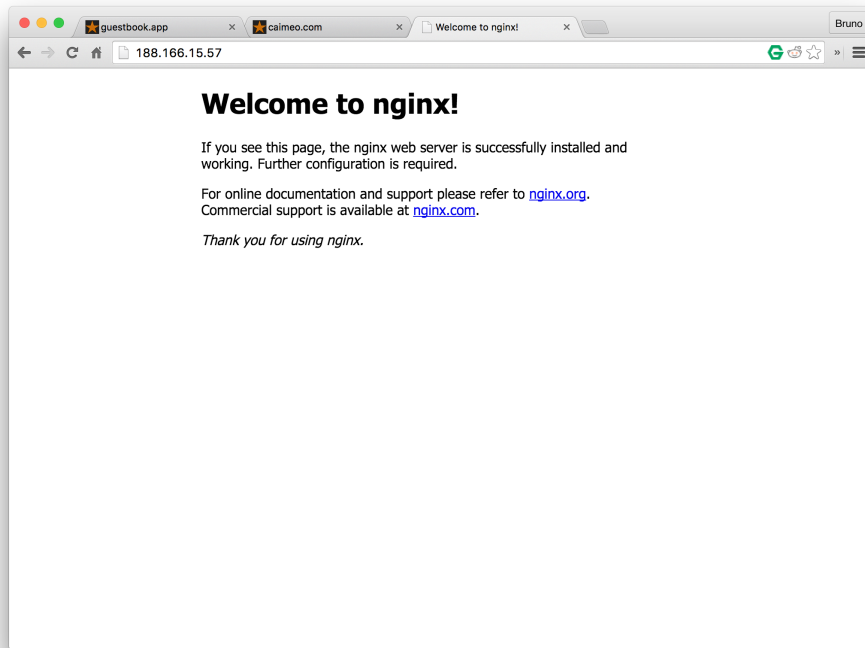 guestbook.app
caimeo.com
Welcome to nginx!
Bruno
188.166.15.57
»
Welcome to nginx!
If you see this page, the nginx web server is successfully installed and
working. Further configuration is required.
For online documentation and support please refer to nginx.org.
Commercial support is available at nginx.com.
Thank you for using nginx.